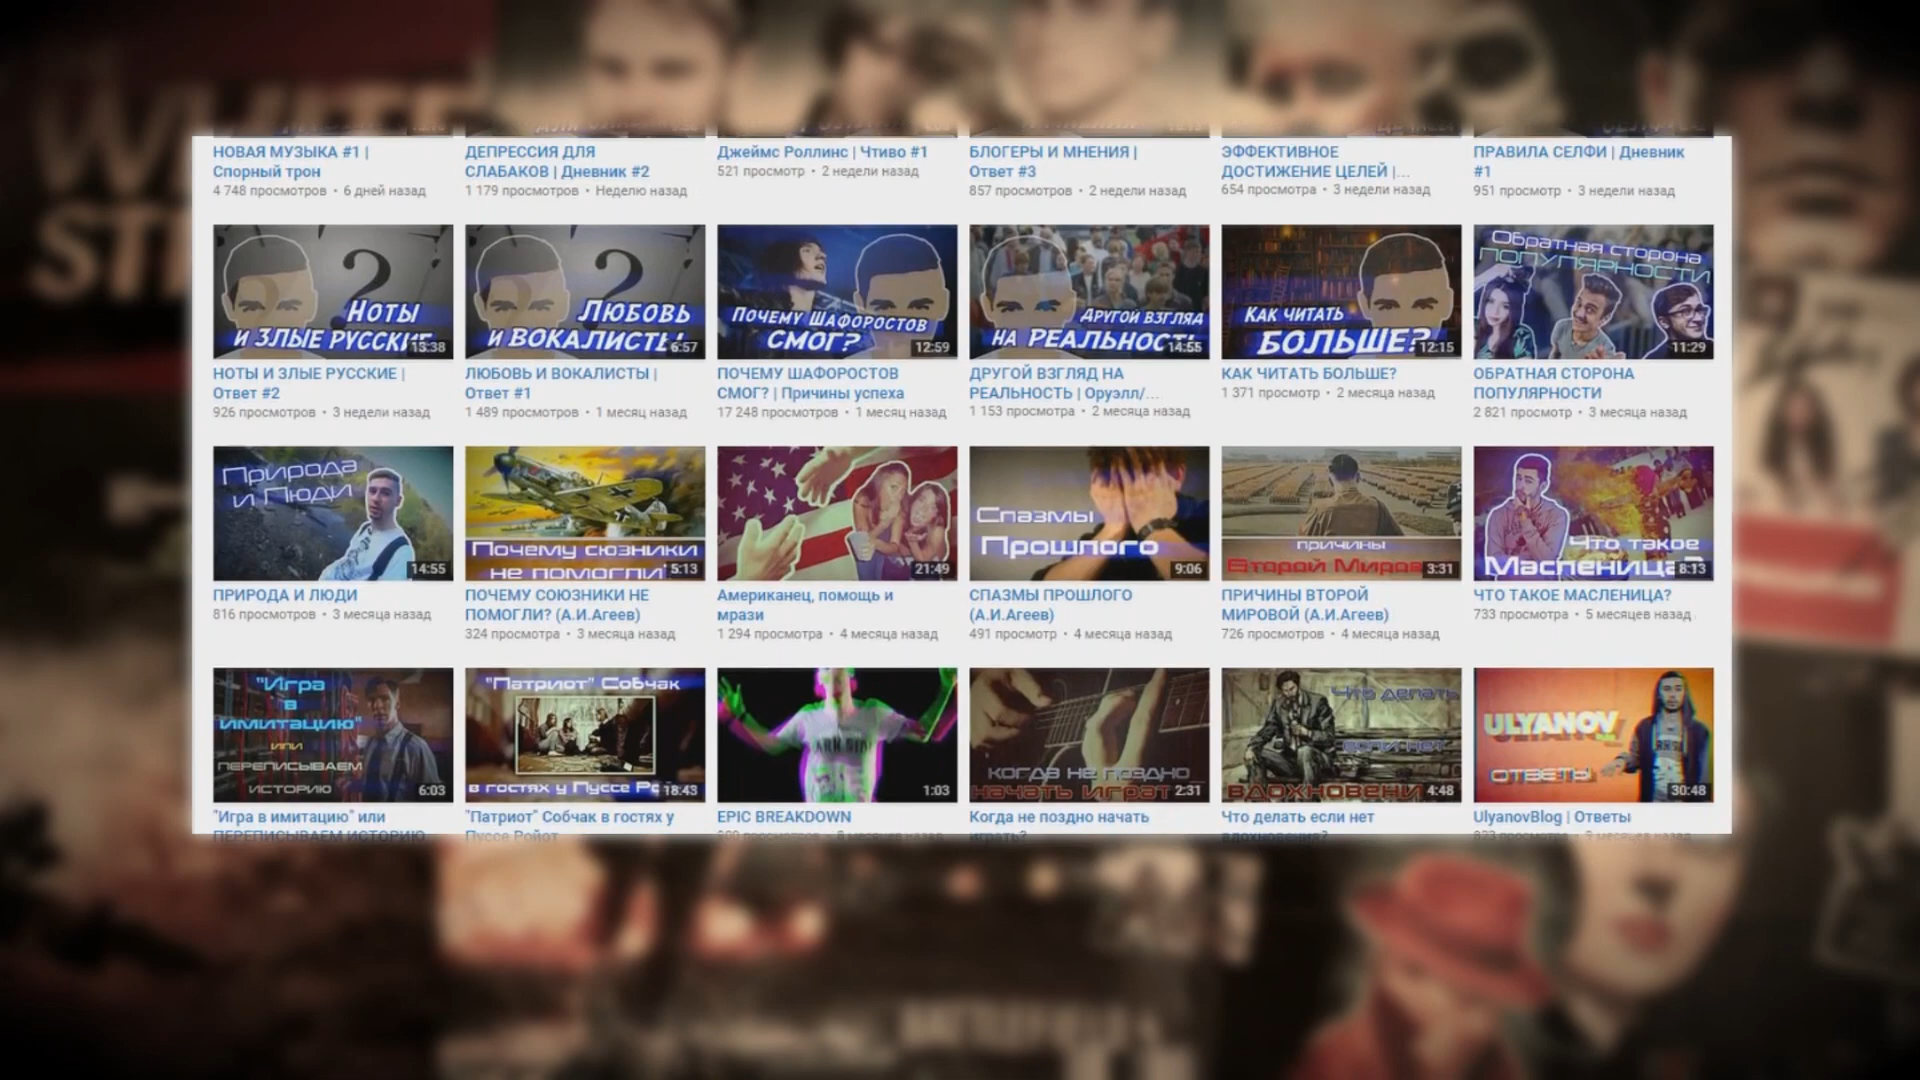 НОВАЯ МУЗЫКА #1 |
Спорный трон
4 748 просмотров • 6 дней назад
ДЕПРЕССИЯ ДЛЯ
СЛАБАКОВ | Дневник #2
1 179 просмотров • Неделю назад
Джеймс Роллинс | Чтиво #1
521 просмотр • 2 недели назад
БЛОГЕРЫ И МНЕНИЯ |
Ответ #3
857 просмотров • 2 недели назад
ЭФФЕКТИВНОЕ
ДОСТИЖЕНИЕ ЦЕЛЕЙ |...
654 просмотра • 3 недели назад
ПРАВИЛА СЕЛФИ | Дневник
#1
951 просмотр • 3 недели назад
Ноты
и злые русские
13:38
НОТЫ И ЗЛЫЕ РУССКИЕ |
Ответ #2
926 просмотров • 3 недели назад
Любовь
и вокалисты
6:57
ЛЮБОВЬ И ВОКАЛИСТЫ |
Ответ #1
1 489 просмотров • 1 месяц назад
Почему Шафоростов
смог?
12:59
ПОЧЕМУ ШАФОРОСТОВ
СМОГ? | Причины успеха
17 248 просмотров • 1 месяц назад
Другой взгляд
на реальность
14:55
ДРУГОЙ ВЗГЛЯД НА
РЕАЛЬНОСТЬ | Оруэлл/...
1 153 просмотра • 2 месяца назад
Как читать
больше?
12:15
КАК ЧИТАТЬ БОЛЬШЕ?
1 371 просмотр • 2 месяца назад
Обратная сторона
популярности
11:29
ОБРАТНАЯ СТОРОНА
ПОПУЛЯРНОСТИ
2 821 просмотр • 3 месяца назад
Природа
и Люди
14:55
ПРИРОДА И ЛЮДИ
816 просмотров • 3 месяца назад
Почему сюзники
не помогли
5:13
ПОЧЕМУ СОЮЗНИКИ НЕ
ПОМОГЛИ? (А.И.Агеев)
324 просмотра • 3 месяца назад
21:49
Американец, помощь и
мрази
1 294 просмотра • 4 месяца назад
Спазмы
Прошлого
9:06
СПАЗМЫ ПРОШЛОГО
(А.И.Агеев)
491 просмотр • 4 месяца назад
причины
Второй Миров
3:31
ПРИЧИНЫ ВТОРОЙ
МИРОВОЙ (А.И.Агеев)
726 просмотров • 4 месяца назад
Что такое
Масленица
8:13
ЧТО ТАКОЕ МАСЛЕНИЦА?
733 просмотра • 5 месяцев назад
"Игра
в
имитацию"
или
переписываем
историю
6:03
"Игра в имитацию" или
ПЕРЕПИСЫВАЕМ ИСТОРИЮ
"Патриот" Собчак
в гостях у Пусse Ро
18:43
"Патриот" Собчак в гостях у
Пуссе Ройот
1:03
EPIC BREAKDOWN
когда не поздно
начать играт
2:31
Когда не поздно начать
играть?
Что делать
если нет
вдохновени
4:48
Что делать если нет
вдохновения?
ULYANOV
ОТВЕТЫ
30:48
UlyanovBlog | Ответы